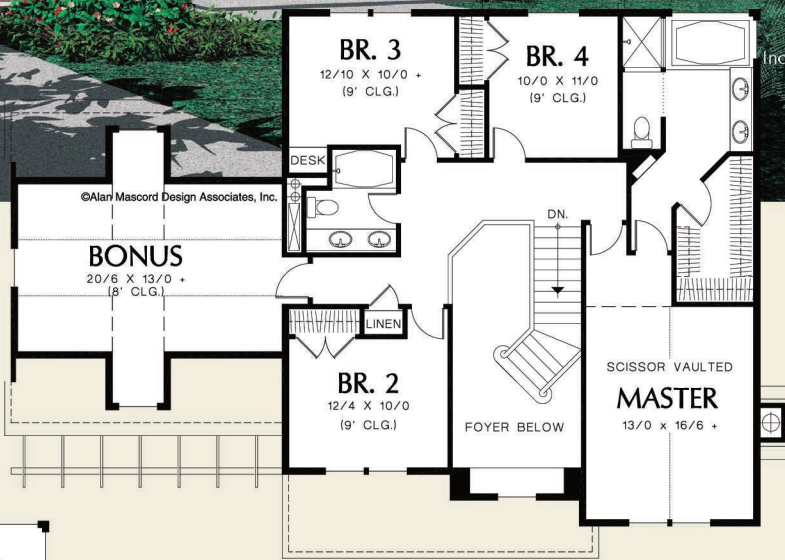 BR. 3
12/10 X 10/0 +
(9' CLG.)
BR. 4
10/0 X 11/0
(9' CLG.)
Inc
DESK
©Alan Mascord Design Associates, Inc.
BONUS
20/6 X 13/0 +
(8' CLG.)
DN.
LINEN
BR. 2
12/4 X 10/0
(9' CLG.)
FOYER BELOW
SCISSOR VAULTED
MASTER
13/0 x 16/6 +